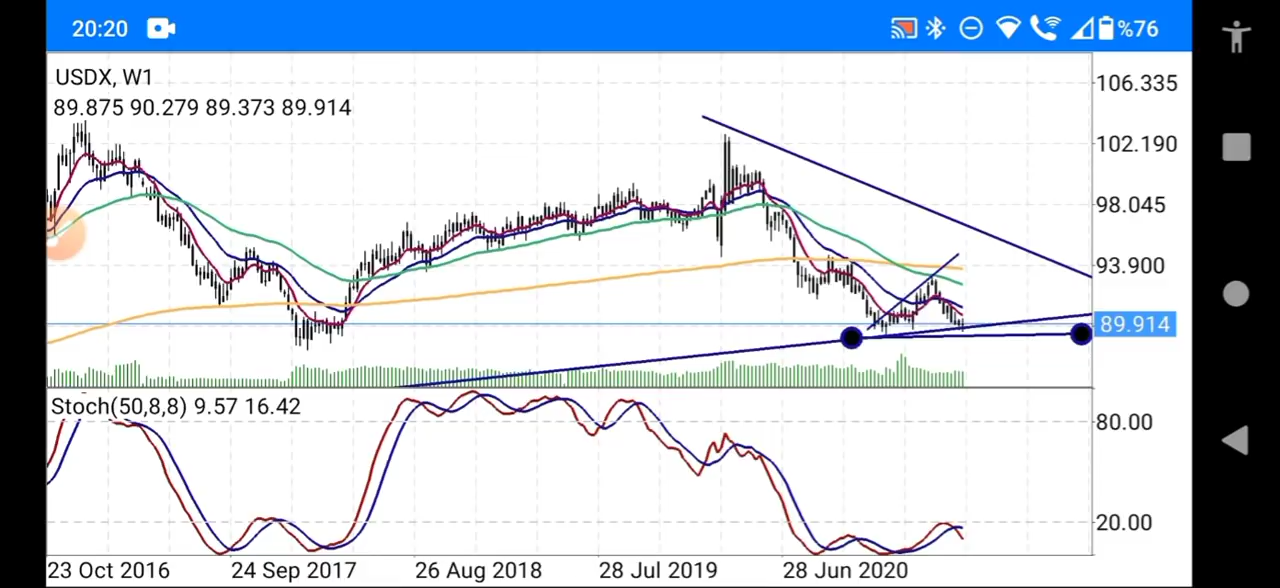 20:20 %76
USDX, W1
89.875 90.279 89.373 89.914
106.335
102.190
98.045
93.900
89.914
Stoch(50,8,8) 9.57 16.42
80.00
20.00
23 Oct 2016 24 Sep 2017 26 Aug 2018 28 Jul 2019 28 Jun 2020